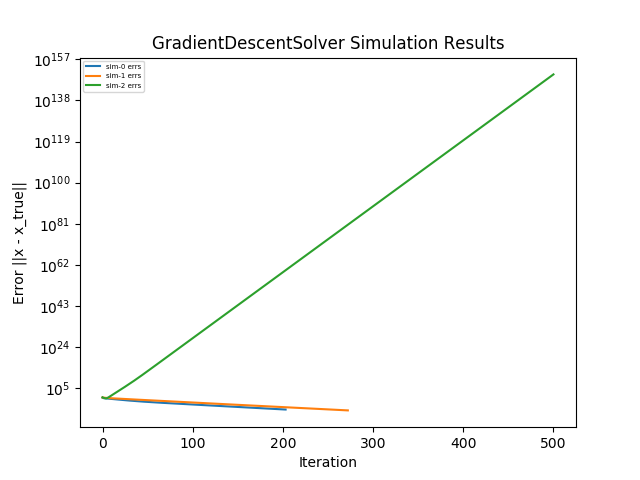 GradientDescentSolver Simulation Results
10^157
10^138
10^119
10^100
10^81
10^62
10^43
10^24
10^5
Error ||x - x_true||
sim-0 errs
sim-1 errs
sim-2 errs
0 100 200 300 400 500
Iteration